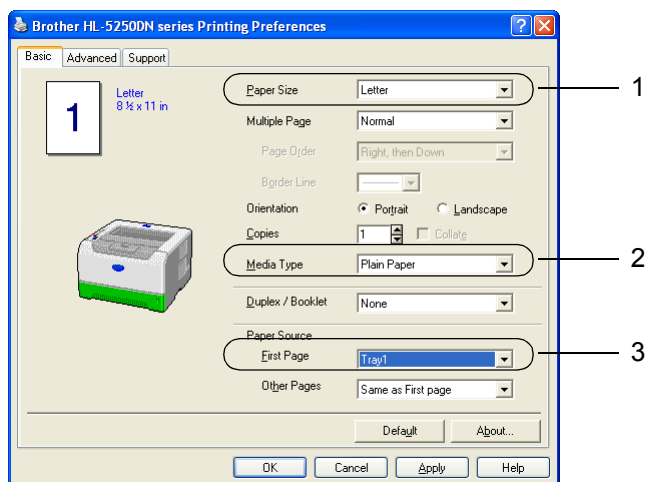 Brother HL-5250DN series Printing Preferences
Basic Advanced Support
1
Letter
8 ½ x 11 in
Paper Size Letter 1
Multiple Page Normal
Page Order Right, then Down
Border Line
Orientation Portrait Landscape
Copies 1 Collate
Media Type Plain Paper 2
Duplex / Booklet None
Paper Source
First Page Tray1 3
Other Pages Same as First page
Default About...
OK Cancel Apply Help